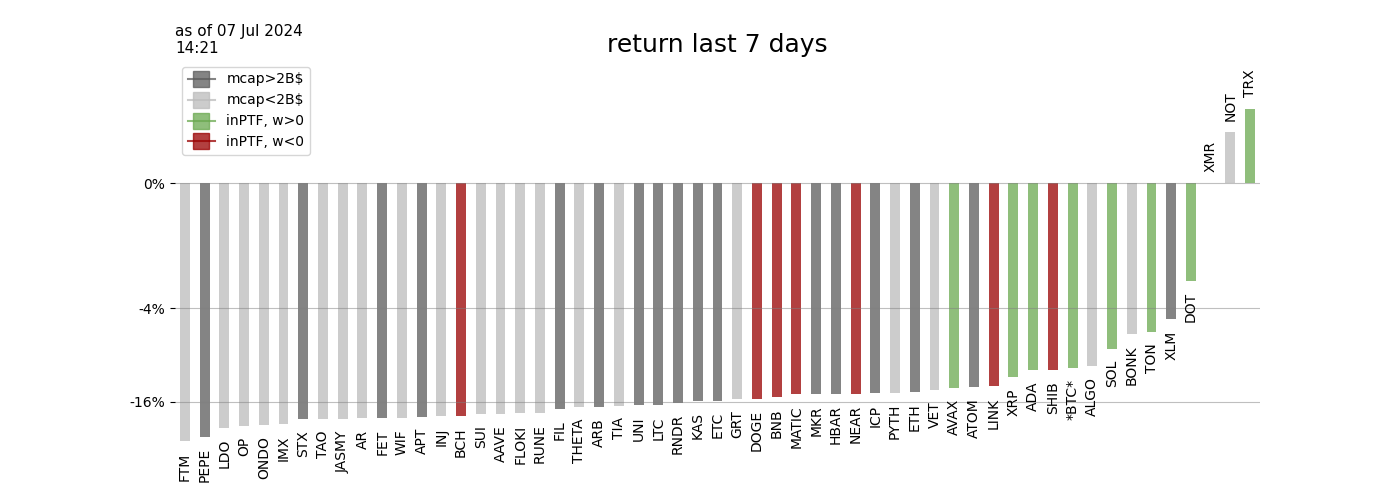 as of 07 Jul 2024
14:21
return last 7 days
mcap>2B$
mcap<2B$
inPTF, w>0
inPTF, w<0
0%
-4%
-16%
FTM
PEPE
LDO
OP
ONDO
IMX
STX
TAO
JASMY
AR
FET
WIF
APT
INJ
BCH
SUI
AAVE
FLOKI
RUNE
FIL
THETA
ARB
TIA
UNI
LTC
RNDR
KAS
ETC
GRT
DOGE
BNB
MATIC
MKR
HBAR
NEAR
ICP
PYTH
ETH
VET
AVAX
ATOM
LINK
XRP
ADA
SHIB
*BTC*
ALGO
SOL
BONK
TON
XLM
DOT
XMR
NOT
TRX